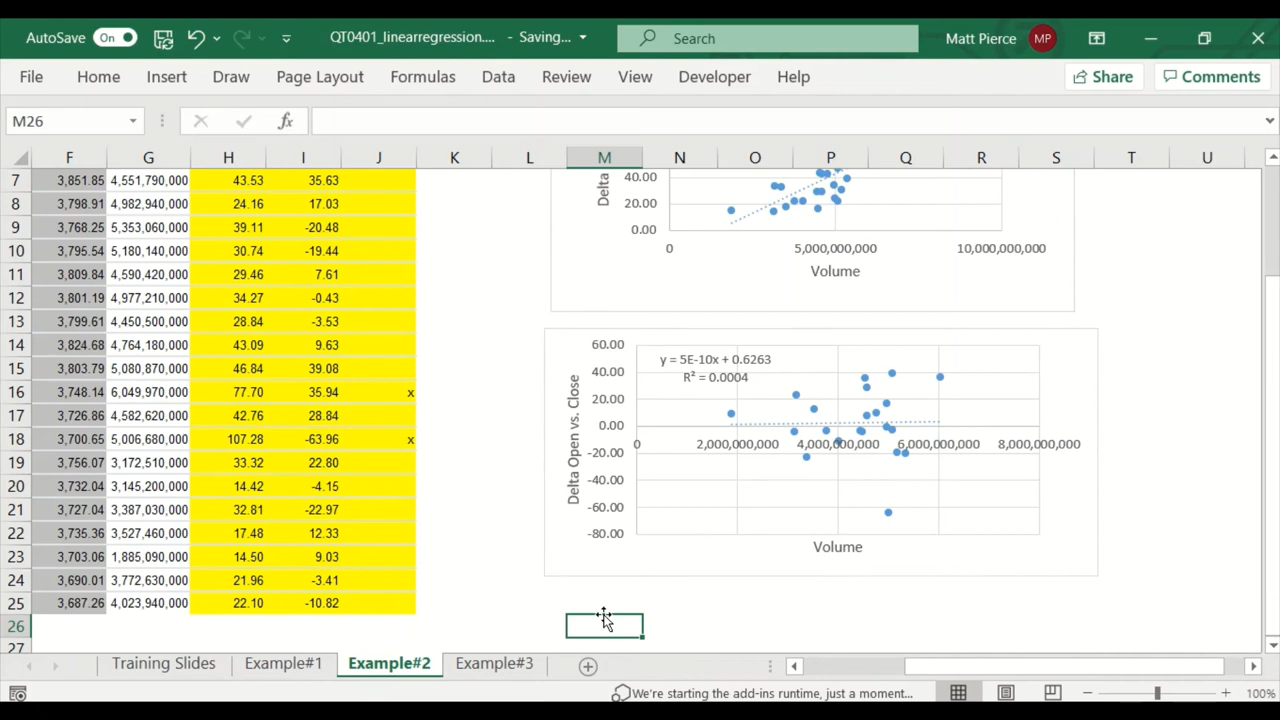 AutoSave On QT0401_linearregression.... - Saving... Search Matt Pierce MP
File Home Insert Draw Page Layout Formulas Data Review View Developer Help Share Comments
M26 fx
F G H I J K L M N O P Q R S T U
7 3,851.85 4,551,790,000 43.53 35.63
8 3,798.91 4,982,940,000 24.16 17.03
9 3,768.25 5,353,060,000 39.11 -20.48
10 3,795.54 5,180,140,000 30.74 -19.44
11 3,809.84 4,590,420,000 29.46 7.61
12 3,801.19 4,977,210,000 34.27 -0.43
13 3,799.61 4,450,500,000 28.84 -3.53
14 3,824.68 4,764,180,000 43.09 9.63
15 3,803.79 5,080,870,000 46.84 39.08
16 3,748.14 6,049,970,000 77.70 35.94 x
17 3,726.86 4,582,620,000 42.76 28.84
18 3,700.65 5,006,680,000 107.28 -63.96 x
19 3,756.07 3,172,510,000 33.32 22.80
20 3,732.04 3,145,200,000 14.42 -4.15
21 3,727.04 3,387,030,000 32.81 -22.97
22 3,735.36 3,527,460,000 17.48 12.33
23 3,703.06 1,885,090,000 14.50 9.03
24 3,690.01 3,772,630,000 21.96 -3.41
25 3,687.26 4,023,940,000 22.10 -10.82
26
27
Delta
40.00
20.00
0.00
0 5,000,000,000 10,000,000,000
Volume
Delta Open vs. Close
60.00
40.00
20.00
0.00
-20.00
-40.00
-60.00
-80.00
y = 5E-10x + 0.6263
R² = 0.0004
0 2,000,000,000 4,000,000,000 6,000,000,000 8,000,000,000
Volume
Training Slides Example#1 Example#2 Example#3
We're starting the add-ins runtime, just a moment... 100%